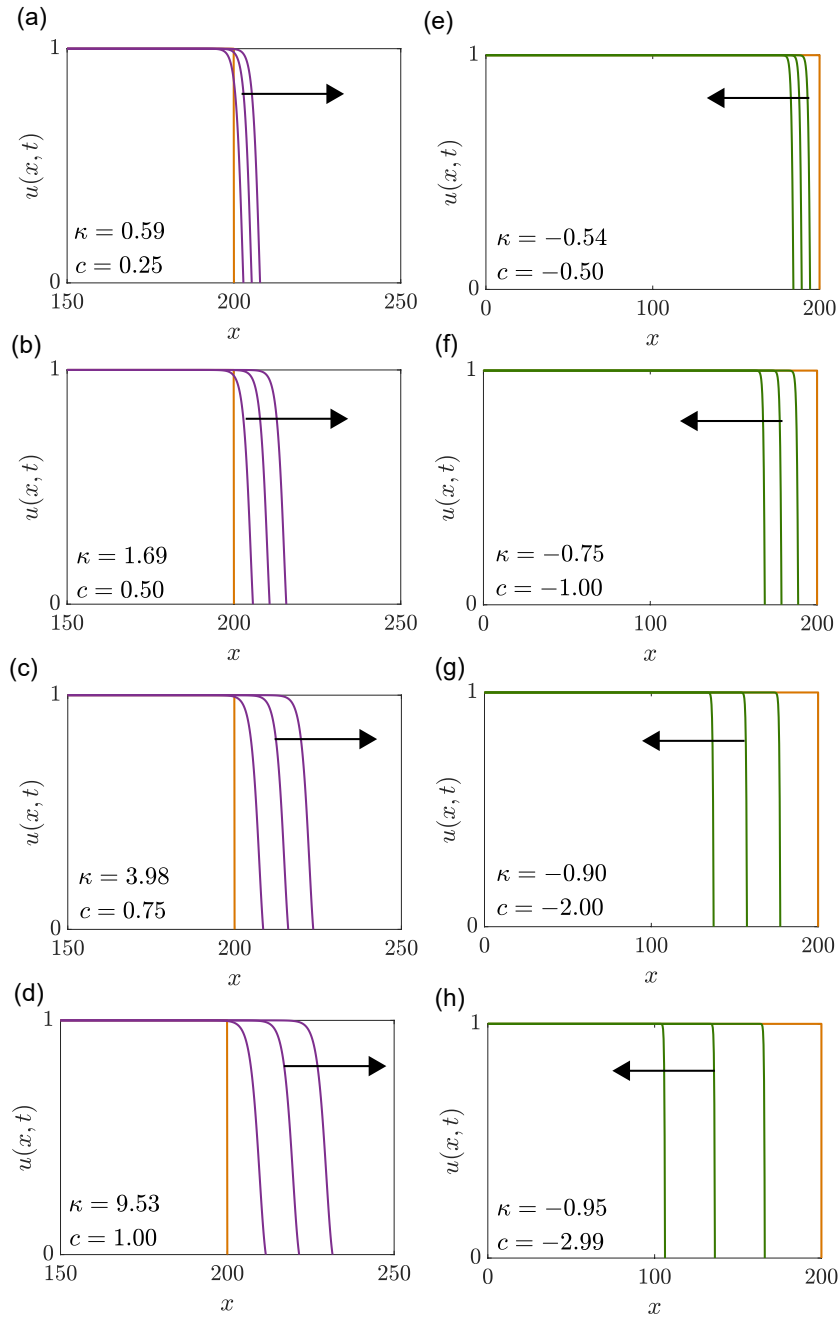 (a)
1
u(x, t)
κ = 0.59
c = 0.25
0
150 200 250
x
(b)
1
u(x, t)
κ = 1.69
c = 0.50
0
150 200 250
x
(c)
1
u(x, t)
κ = 3.98
c = 0.75
0
150 200 250
x
(d)
1
u(x, t)
κ = 9.53
c = 1.00
0
150 200 250
x
(e)
1
u(x, t)
κ = −0.54
c = −0.50
0
0 100 200
x
(f)
1
u(x, t)
κ = −0.75
c = −1.00
0
0 100 200
x
(g)
1
u(x, t)
κ = −0.90
c = −2.00
0
0 100 200
x
(h)
1
u(x, t)
κ = −0.95
c = −2.99
0
0 100 200
x